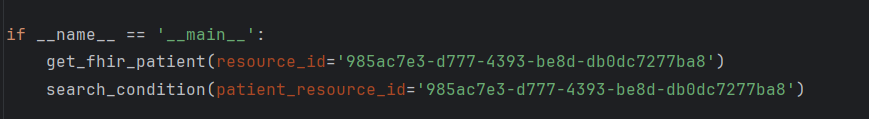 if __name__ == '__main__':
    get_fhir_patient(resource_id='985ac7e3-d777-4393-be8d-db0dc7277ba8')
    search_condition(patient_resource_id='985ac7e3-d777-4393-be8d-db0dc7277ba8')